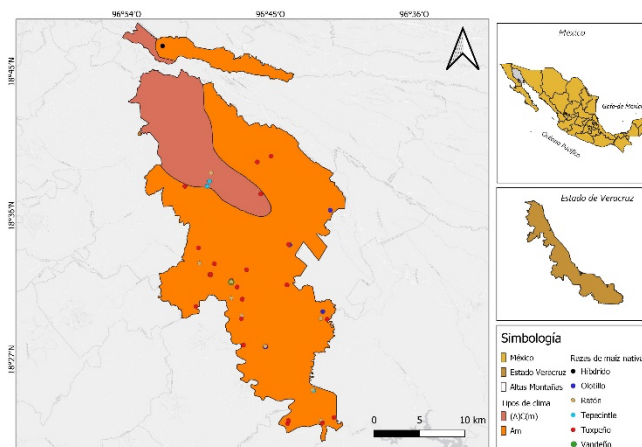 96°54'O 96°45'O 96°36'O
18°45'N
18°36'N
18°27'N
0 5 10 km
México
Golfo de México
Océano Pacífico
Estado de Veracruz
Simbología
México
Estado Veracruz
Altas Montañas
Tipos de clima
(A)C(m)
Am
Razas de maíz nativa
Híbdrido
Olotillo
Ratón
Tepecintle
Tuxpeño
Vandeño